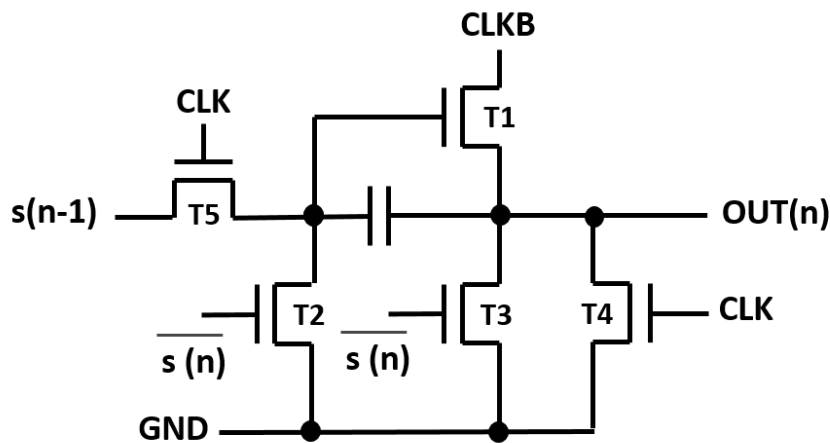 CLKB
CLK
T1
s(n-1)
T5
OUT(n)
T2
T3
T4
CLK
s (n)
s (n)
GND